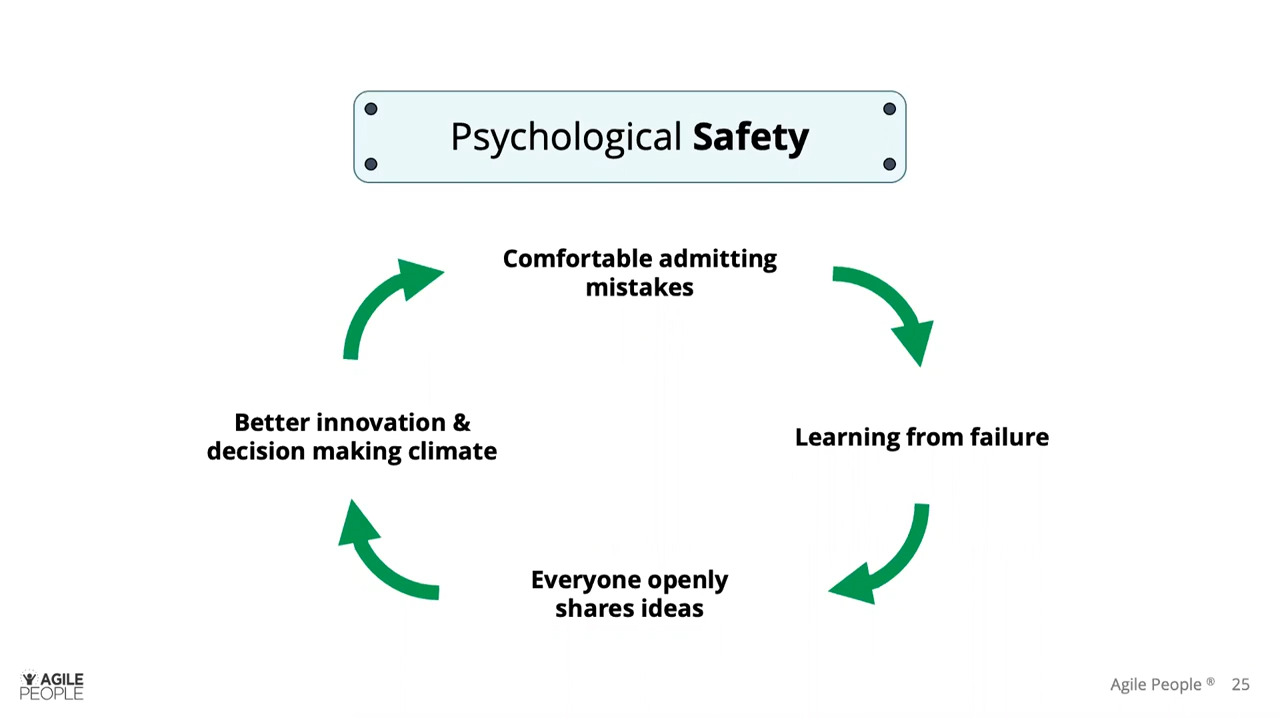 Psychological Safety
Comfortable admitting
mistakes
Better innovation &
decision making climate
Learning from failure
Everyone openly
shares ideas
AGILE
PEOPLE
Agile People ® 25